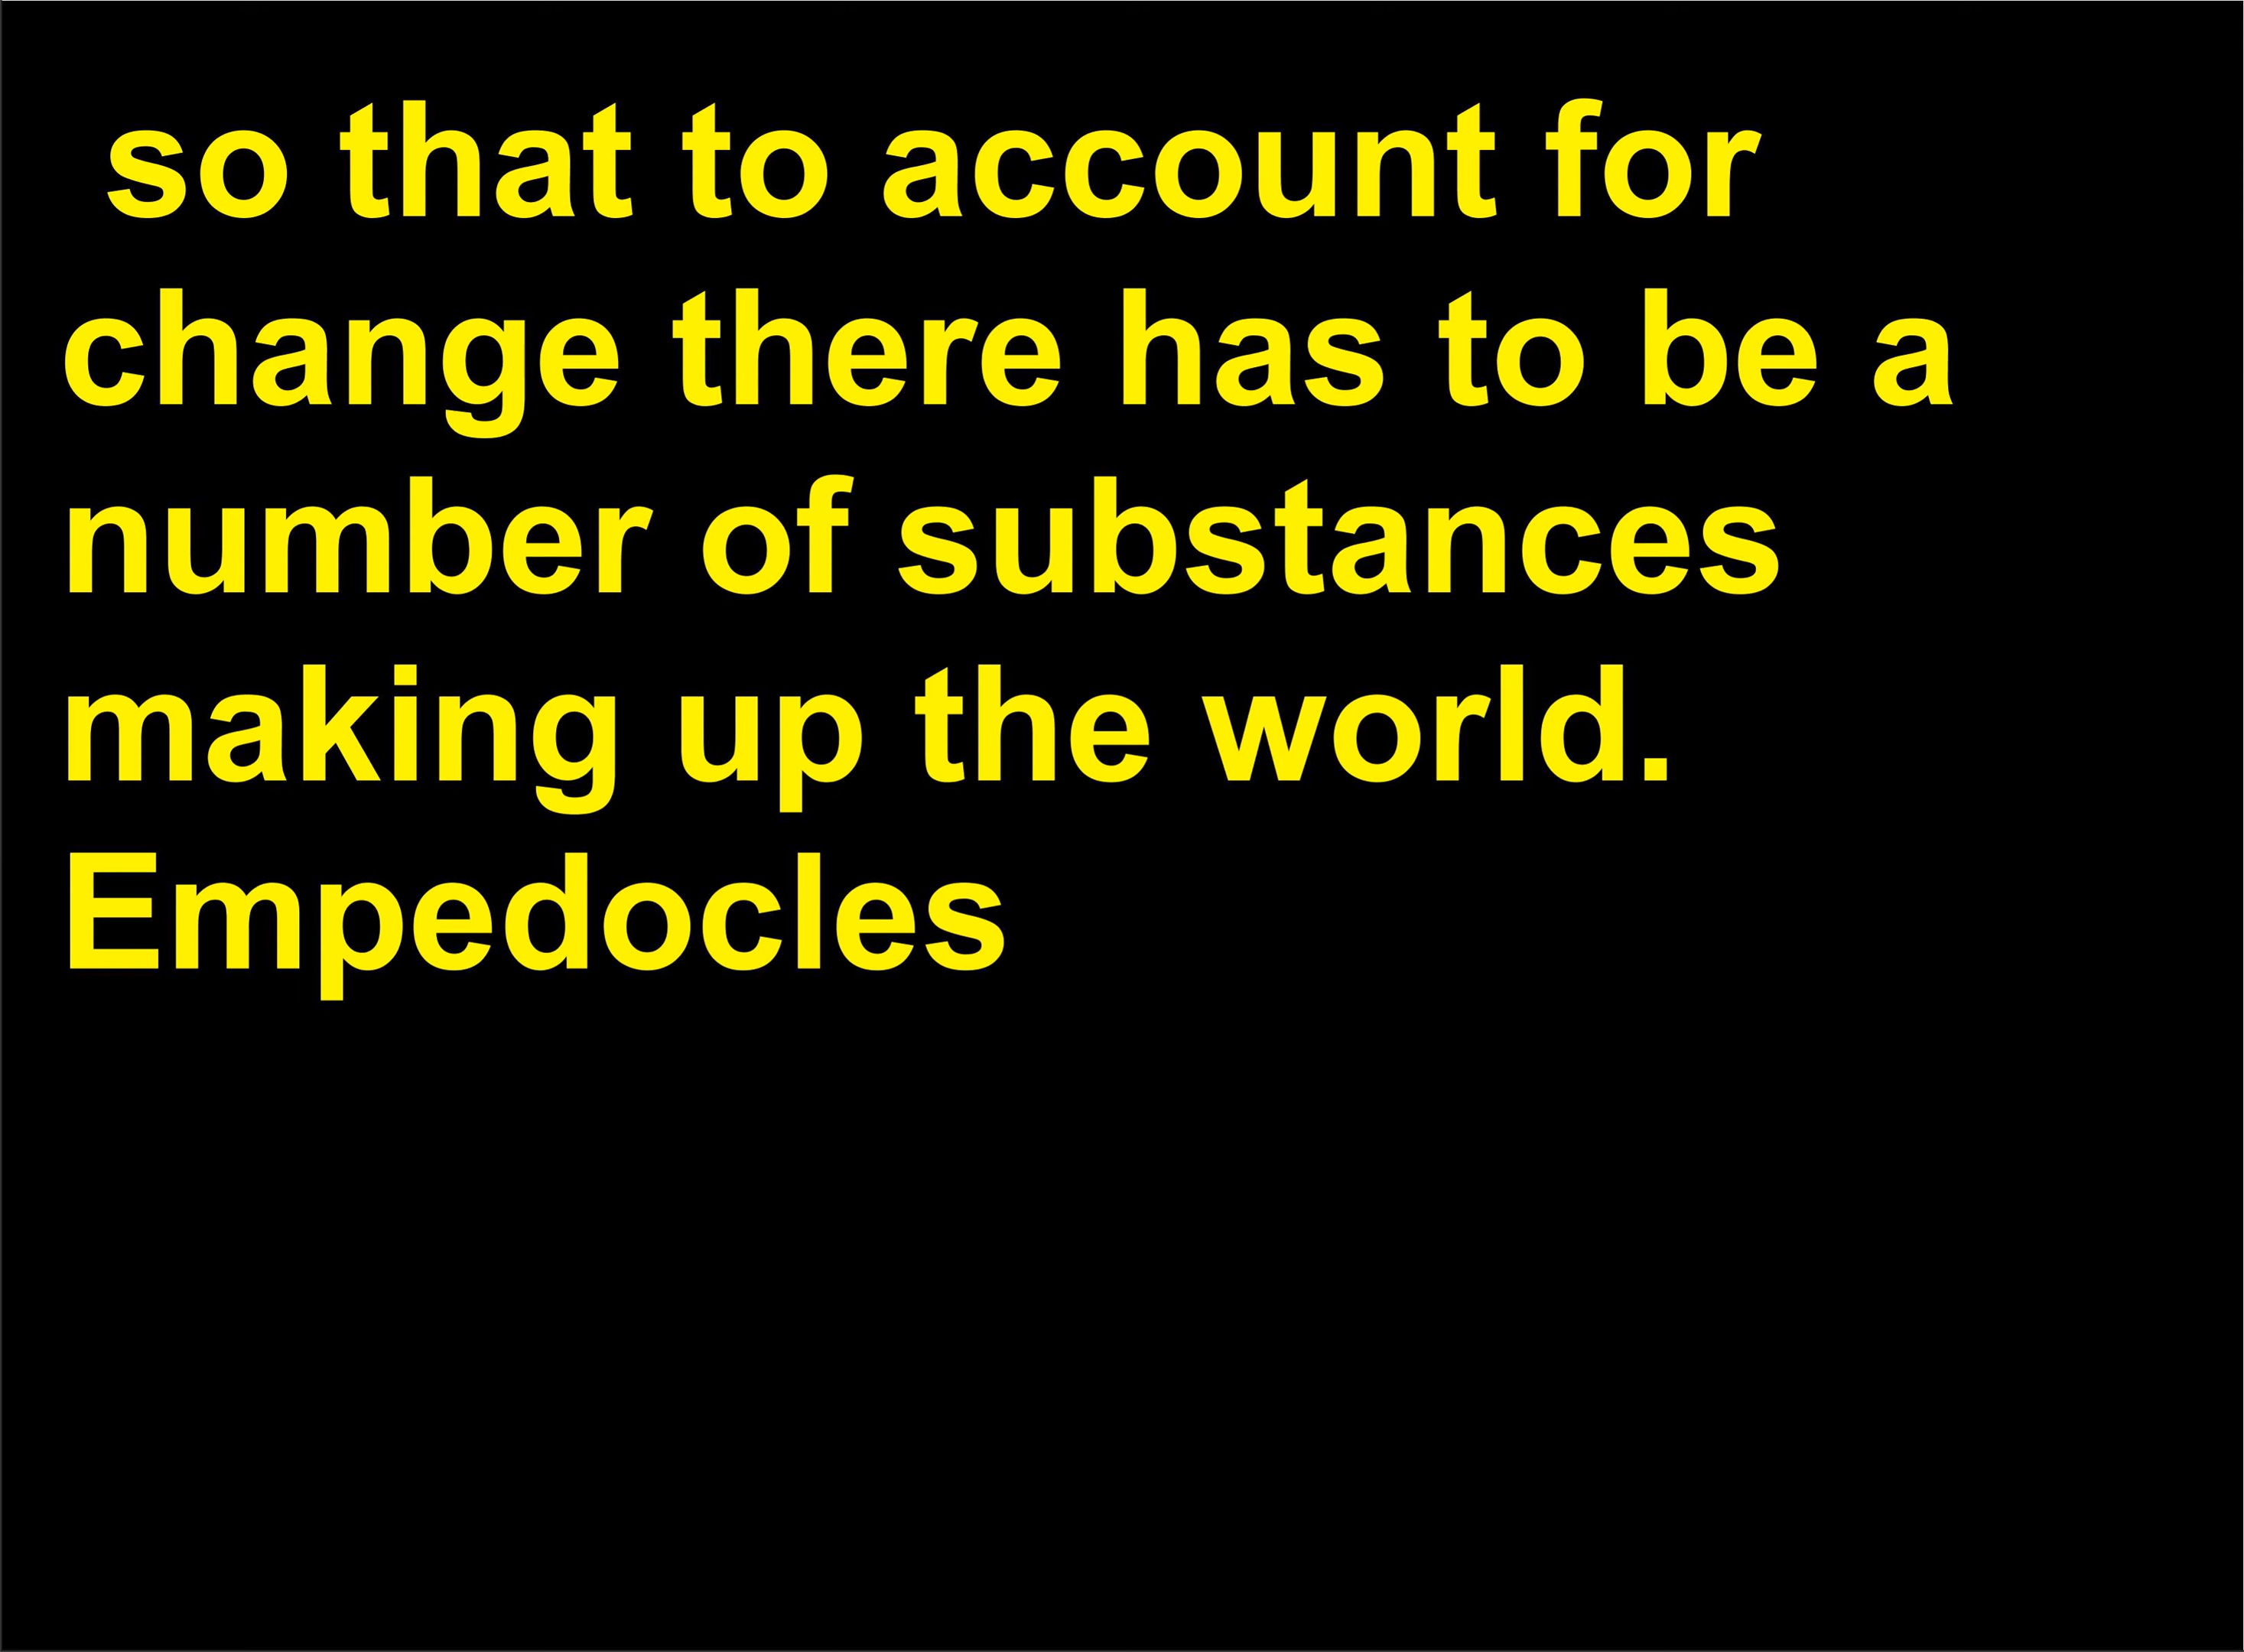 so that to account for
change there has to be a
number of substances
making up the world.
Empedocles